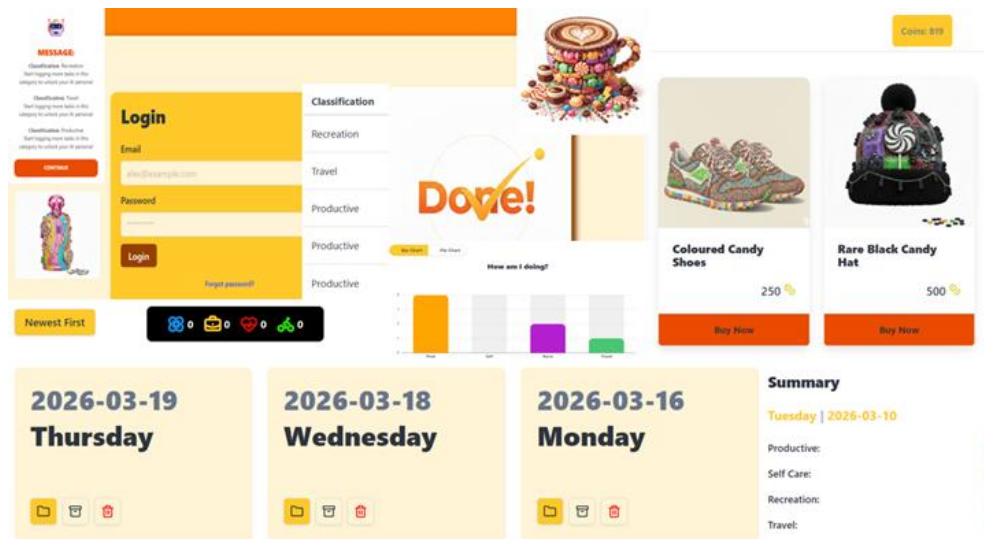 MESSAGE:
Classification: Recreation
Start logging more tasks in this
category to unlock your AI personal
Classification: Travel
Start logging more tasks in this
category to unlock your AI personal
Classification: Productive
Start logging more tasks in this
category to unlock your AI personal
CONTINUE
Newest First
Login
Email
alex@example.com
Password
Login
Forgot password?
0 0 0 0
Classification
Recreation
Travel
Productive
Productive
Productive
Done!
Bar Chart Pie Chart
How am I doing?
Coins: 819
Coloured Candy
Shoes
250
Buy Now
Rare Black Candy
Hat
500
Buy Now
2026-03-19
Thursday
2026-03-18
Wednesday
2026-03-16
Monday
Summary
Tuesday | 2026-03-10
Productive:
Self Care:
Recreation:
Travel: